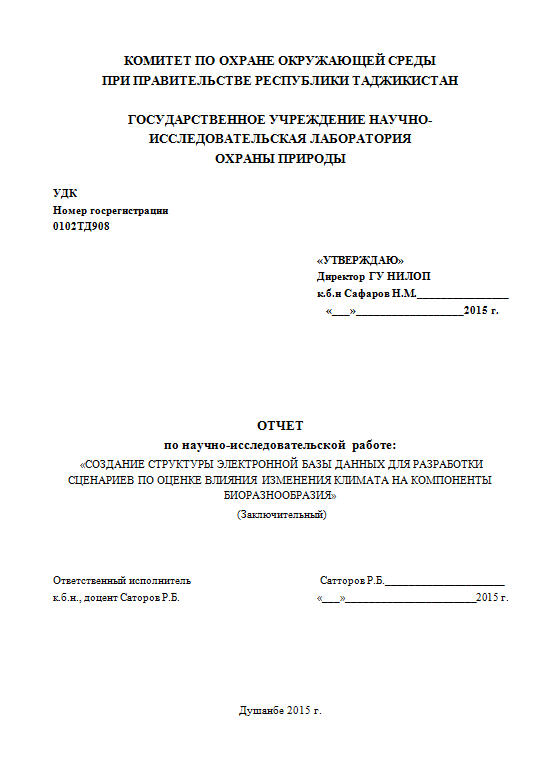 КОМИТЕТ ПО ОХРАНЕ ОКРУЖАЮЩЕЙ СРЕДЫ
ПРИ ПРАВИТЕЛЬСТВЕ РЕСПУБЛИКИ ТАДЖИКИСТАН
ГОСУДАРСТВЕННОЕ УЧРЕЖДЕНИЕ НАУЧНО-
ИССЛЕДОВАТЕЛЬСКАЯ ЛАБОРАТОРИЯ
ОХРАНЫ ПРИРОДЫ
УДК
Номер госрегистрации
0102ТД908
«УТВЕРЖДАЮ»
Директор ГУ НИЛОП
к.б.н Сафаров Н.М.________________
«___»___________________2015 г.
ОТЧЕТ
по научно-исследовательской работе:
«СОЗДАНИЕ СТРУКТУРЫ ЭЛЕКТРОННОЙ БАЗЫ ДАННЫХ ДЛЯ РАЗРАБОТКИ
СЦЕНАРИЕВ ПО ОЦЕНКЕ ВЛИЯНИЯ ИЗМЕНЕНИЯ КЛИМАТА НА КОМПОНЕНТЫ
БИОРАЗНООБРАЗИЯ»
(Заключительный)
Ответственный исполнитель Сатторов Р.Б.______________________
к.б.н., доцент Саторов Р.Б. «___»________________________2015 г.
Душанбе 2015 г.